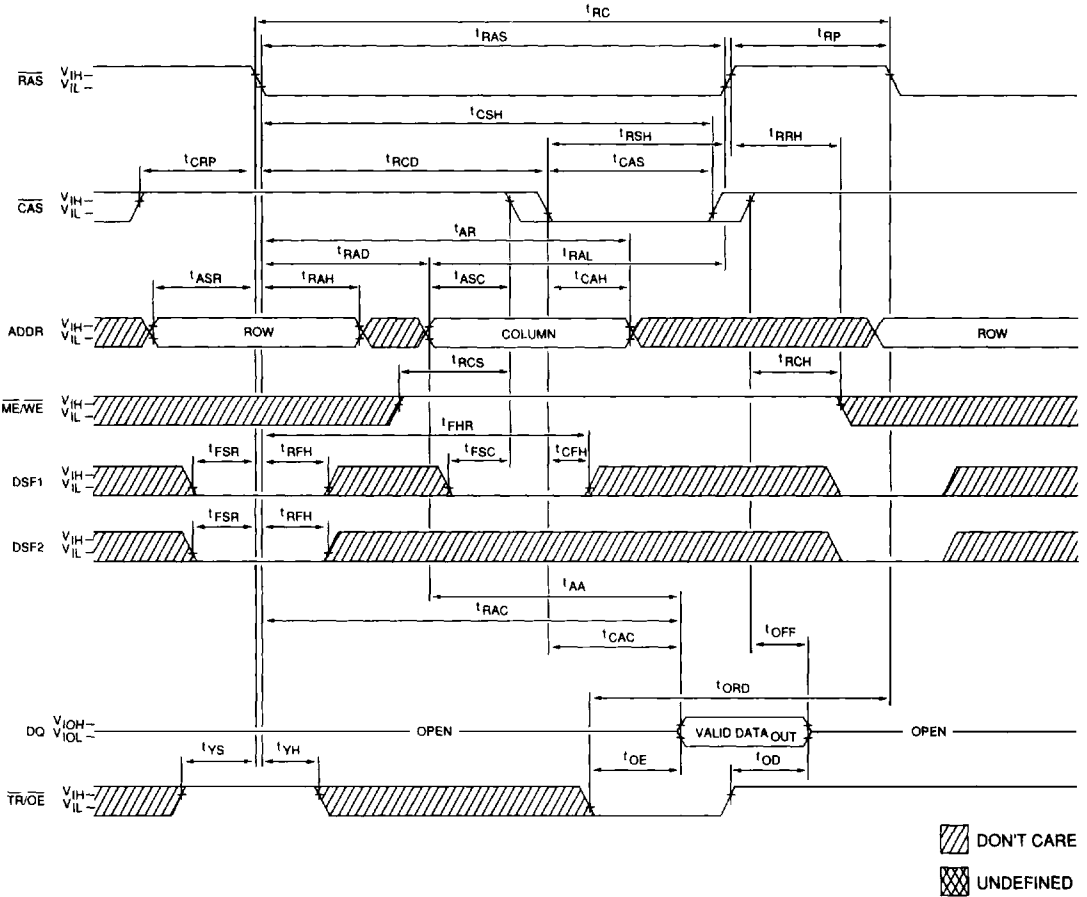 tRC
tRAS
tRP
RAS
VIH
VIL
tCSH
tRSH
tRRH
tCRP
tRCD
tCAS
CAS
VIH
VIL
tAR
tRAD
tRAL
tASR
tRAH
tASC
tCAH
ADDR
VIH
VIL
ROW
COLUMN
ROW
tRCS
tRCH
ME/WE
VIH
VIL
tFHR
tFSR
tRFH
tFSC
tCFH
DSF1
VIH
VIL
tFSR
tRFH
DSF2
VIH
VIL
tAA
tRAC
tCAC
tOFF
tORD
DQ
VIOH
VIOL
OPEN
VALID DATA OUT
OPEN
tYS
tYH
tOE
tOD
TR/OE
VIH
VIL
DON'T CARE
UNDEFINED